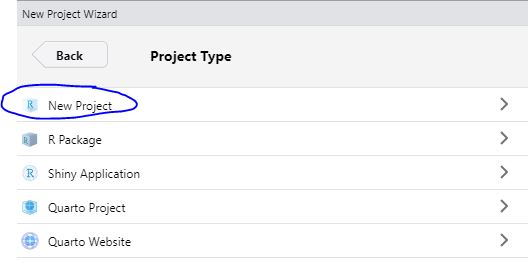 New Project Wizard
Back
Project Type
New Project
R Package
Shiny Application
Quarto Project
Quarto Website